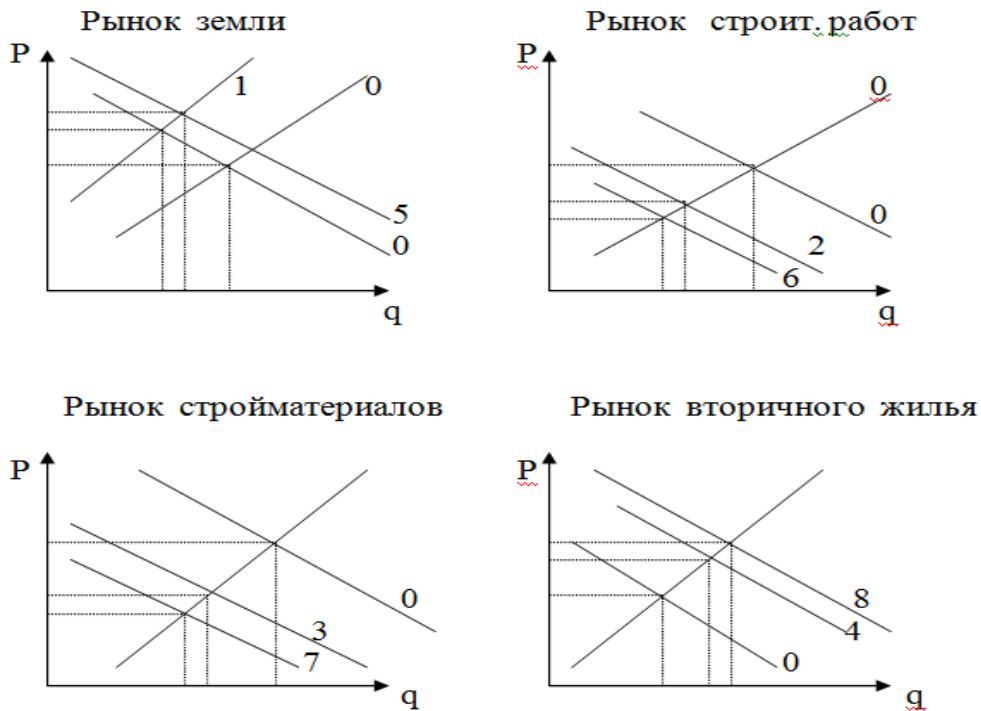 Рынок земли
P
1
0
5
0
q
Рынок строит. работ
P
0
0
2
6
q
Рынок стройматериалов
P
0
3
7
q
Рынок вторичного жилья
P
8
4
0
q